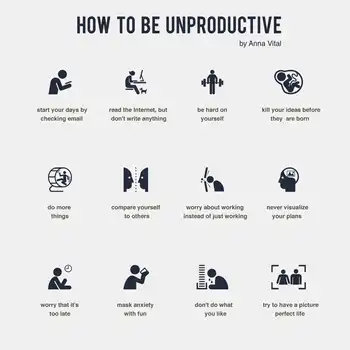 HOW TO BE UNPRODUCTIVE
by Anna Vital
start your days by
checking email
read the Internet, but
don't write anything
be hard on
yourself
kill your ideas before
they are born
do more
things
compare yourself
to others
worry about working
instead of just working
never visualize
your plans
worry that it's
too late
mask anxiety
with fun
don't do what
you like
try to have a picture
perfect life